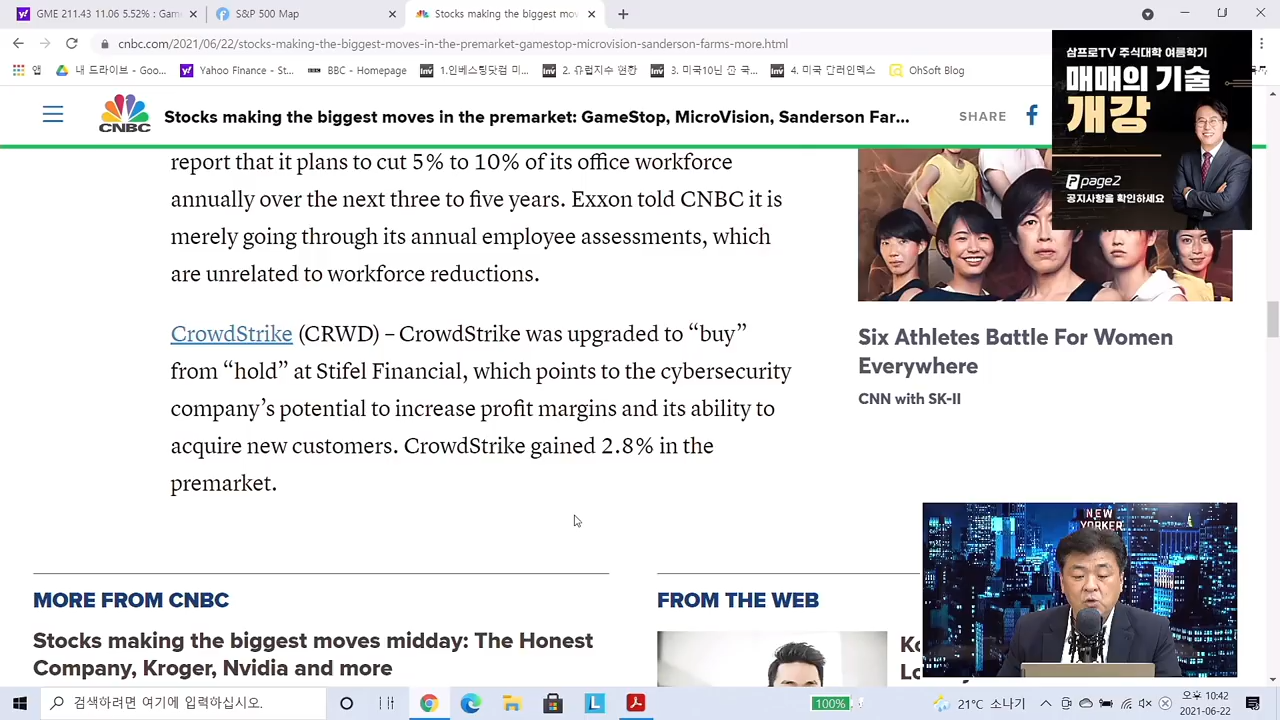 GME 211.43 11.06 5.52% : Gam
S&P 500 Map
Stocks making the biggest mov
cnbc.com/2021/06/22/stocks-making-the-biggest-moves-in-the-premarket-gamestop-microvision-sanderson-farms-more.html
앱
내 드라이브 - Goo...
Yahoo Finance - St...
BBC - Homepage
1.인베스팅닷컴 미...
2. 유럽지수 현황
3. 미국10년 만 국...
4. 미국 달러인덱스
OhSoft Blog
CNBC
Stocks making the biggest moves in the premarket: GameStop, MicroVision, Sanderson Far...
SHARE
삼프로TV 주식대학 여름학기
매매의 기술
개강
page2
공지사항을 확인하세요
report that it plans to cut 5% to 10% of its office workforce
annually over the next three to five years. Exxon told CNBC it is
merely going through its annual employee assessments, which
are unrelated to workforce reductions.
CrowdStrike (CRWD) – CrowdStrike was upgraded to “buy”
from “hold” at Stifel Financial, which points to the cybersecurity
company’s potential to increase profit margins and its ability to
acquire new customers. CrowdStrike gained 2.8% in the
premarket.
Six Athletes Battle For Women
Everywhere
CNN with SK-II
NEW
YORKER
MORE FROM CNBC
Stocks making the biggest moves midday: The Honest
Company, Kroger, Nvidia and more
FROM THE WEB
검색하려면 여기에 입력하십시오.
L
100%
21°C 소나기
오후 10:42
2021-06-22